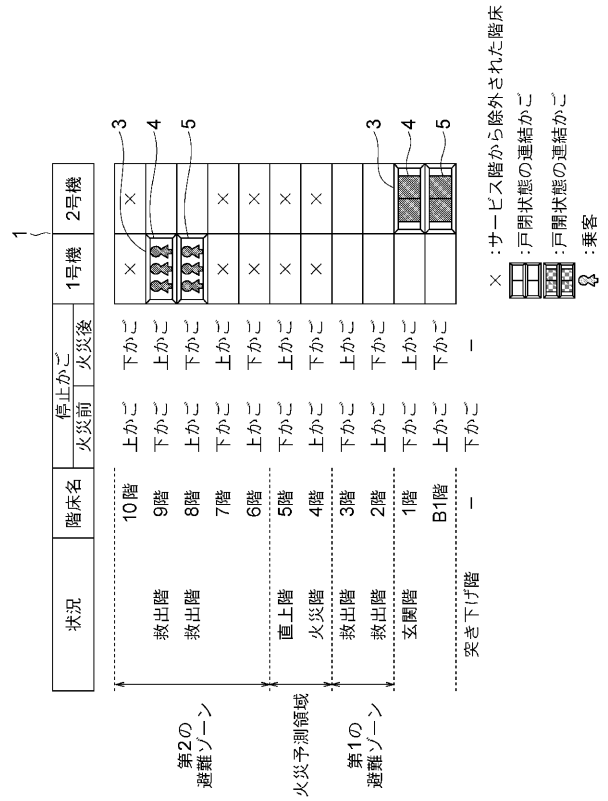 1
状況 階床名 停止かご 火災前 火災後 1号機 2号機
第2の
避難ゾーン
10階 上かご 下かご × × 3
救出階 9階 下かご 上かご 4
救出階 8階 上かご 下かご 5
7階 下かご 上かご × ×
6階 上かご 下かご × ×
火災予測領域
直上階 5階 下かご 上かご × ×
火災階 4階 上かご 下かご × ×
第1の
避難ゾーン
救出階 3階 下かご 上かご
救出階 2階 上かご 下かご 3
玄関階 1階 下かご 上かご 4
B1階 上かご 下かご 5
突き下げ階 － 下かご －
× :サービス階から除外された階床
:戸閉状態の連結かご
:戸開状態の連結かご
:乗客